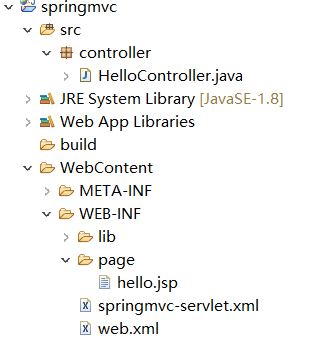 springmvc
src
controller
HelloController.java
JRE System Library [JavaSE-1.8]
Web App Libraries
build
WebContent
META-INF
WEB-INF
lib
page
hello.jsp
springmvc-servlet.xml
web.xml